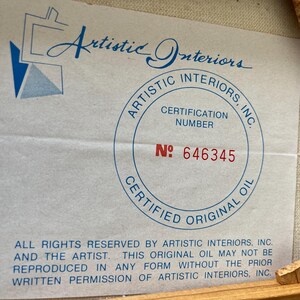 Artistic Interiors
ARTISTIC INTERIORS, INC.
CERTIFICATION
NUMBER
Nº 646345
CERTIFIED ORIGINAL OIL
ALL RIGHTS RESERVED BY ARTISTIC INTERIORS, INC.
AND THE ARTIST. THIS ORIGINAL OIL MAY NOT BE
REPRODUCED IN ANY FORM WITHOUT THE PRIOR
WRITTEN PERMISSION OF ARTISTIC INTERIORS, INC.